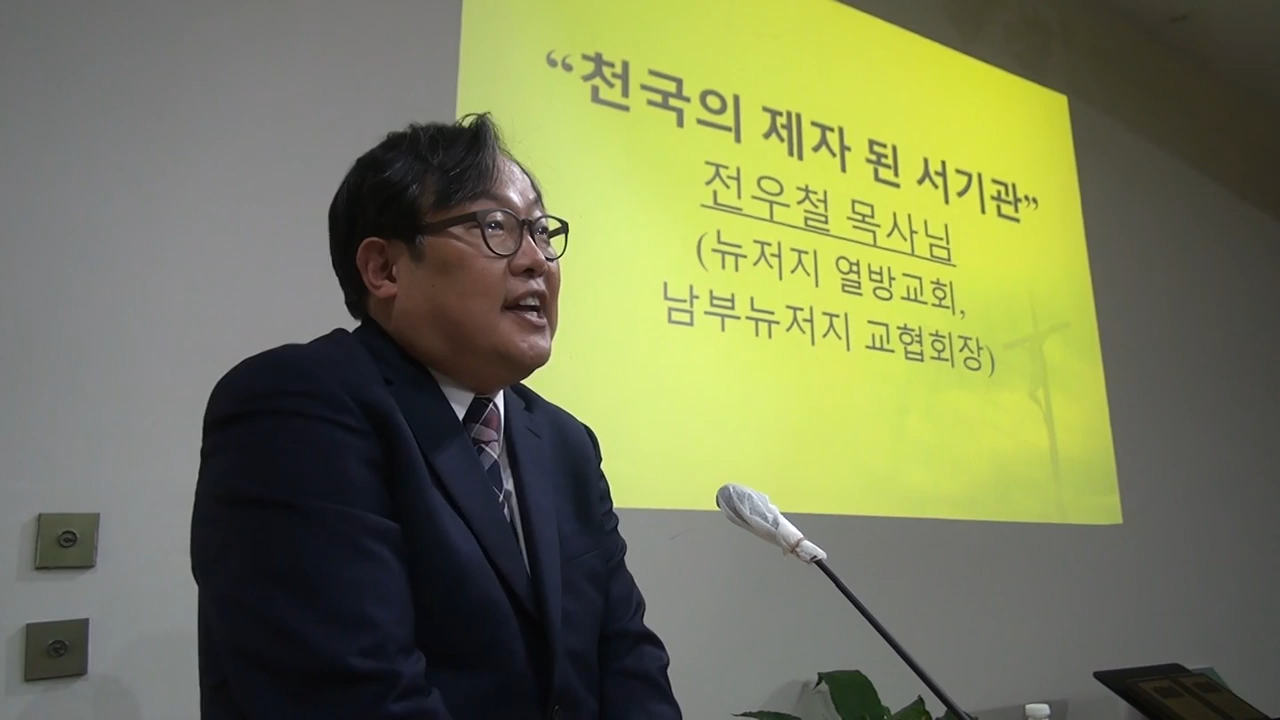 “천국의 제자 된 서기관”
전우철 목사님
(뉴저지 열방교회,
남부뉴저지 교협회장)